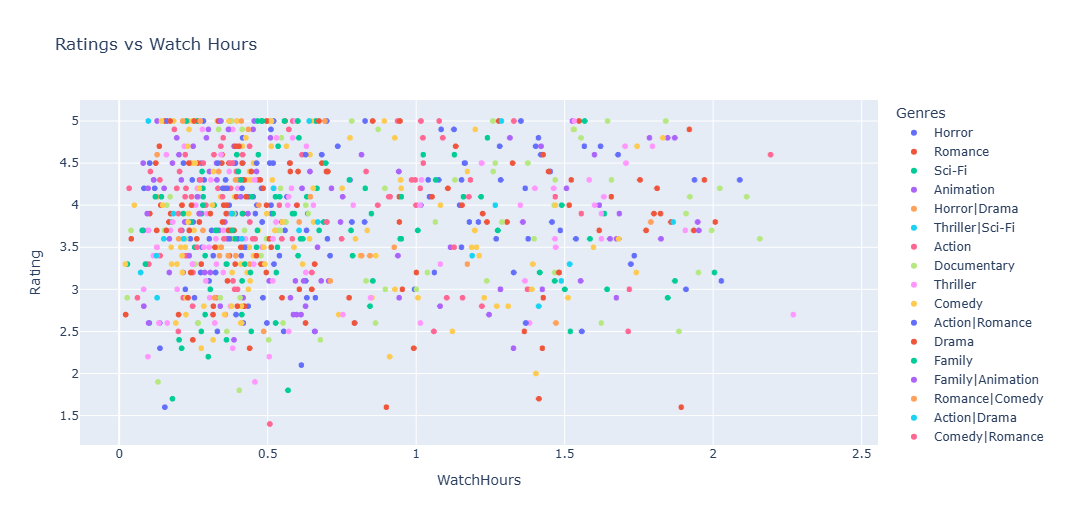 Ratings vs Watch Hours
Genres
Horror
Romance
Sci-Fi
Animation
Horror|Drama
Thriller|Sci-Fi
Action
Documentary
Thriller
Comedy
Action|Romance
Drama
Family
Family|Animation
Romance|Comedy
Action|Drama
Comedy|Romance
Rating
5
4.5
4
3.5
3
2.5
2
1.5
0
0.5
1
1.5
2
2.5
WatchHours